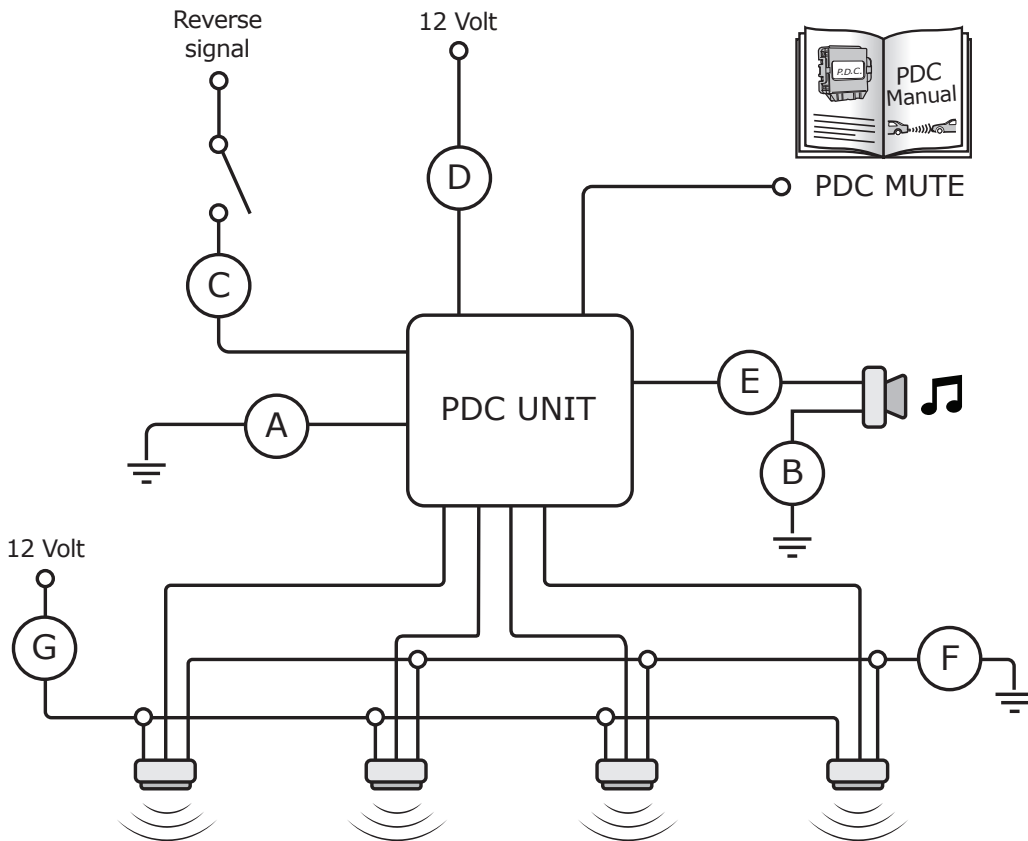 Reverse
signal
12 Volt
P.D.C.
PDC
Manual
PDC MUTE
D
C
PDC UNIT
E
A
B
12 Volt
G
F